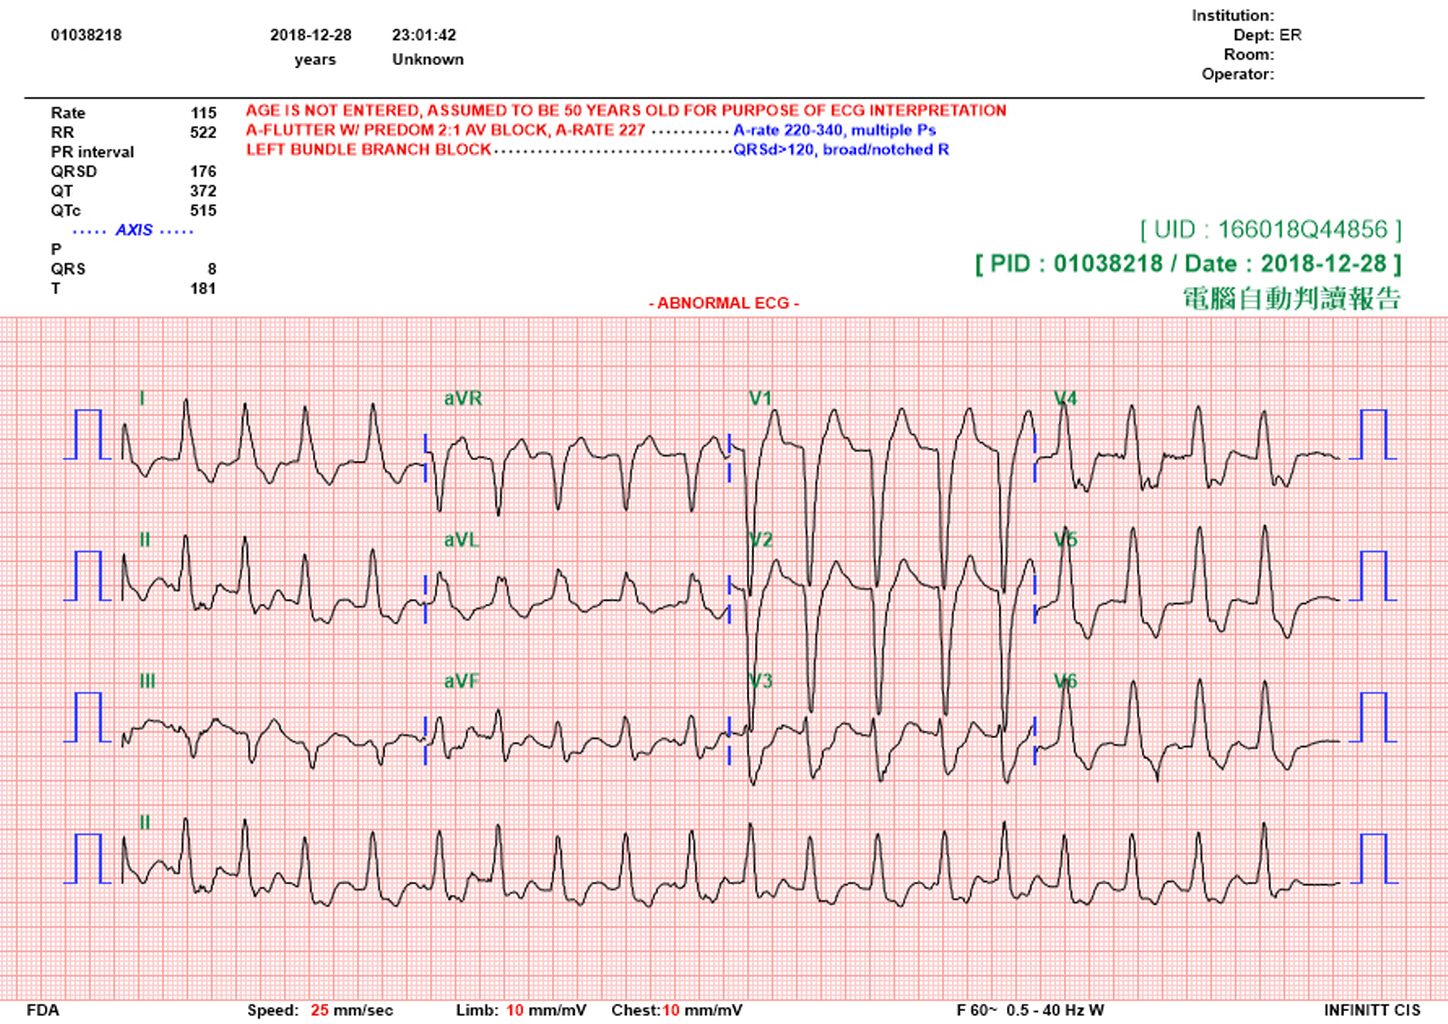 Institution:
01038218 2018-12-28 23:01:42 Dept: ER
years Unknown Room:
Operator:
Rate 115 AGE IS NOT ENTERED, ASSUMED TO BE 50 YEARS OLD FOR PURPOSE OF ECG INTERPRETATION
RR 522 A-FLUTTER W/ PREDOM 2:1 AV BLOCK, A-RATE 227 ··········· A-rate 220-340, multiple Ps
PR interval LEFT BUNDLE BRANCH BLOCK································QRSd>120, broad/notched R
QRSD 176
QT 372
QTc 515
····· AXIS ·····
P
QRS 8
T 181
[ UID : 166018Q44856 ]
[ PID : 01038218 / Date : 2018-12-28 ]
電腦自動判讀報告
- ABNORMAL ECG -
I aVR V1 V4
II aVL V2 V5
III aVF V3 V6
II
FDA Speed: 25 mm/sec Limb: 10 mm/mV Chest:10 mm/mV F 60~ 0.5 - 40 Hz W INFINITT CIS